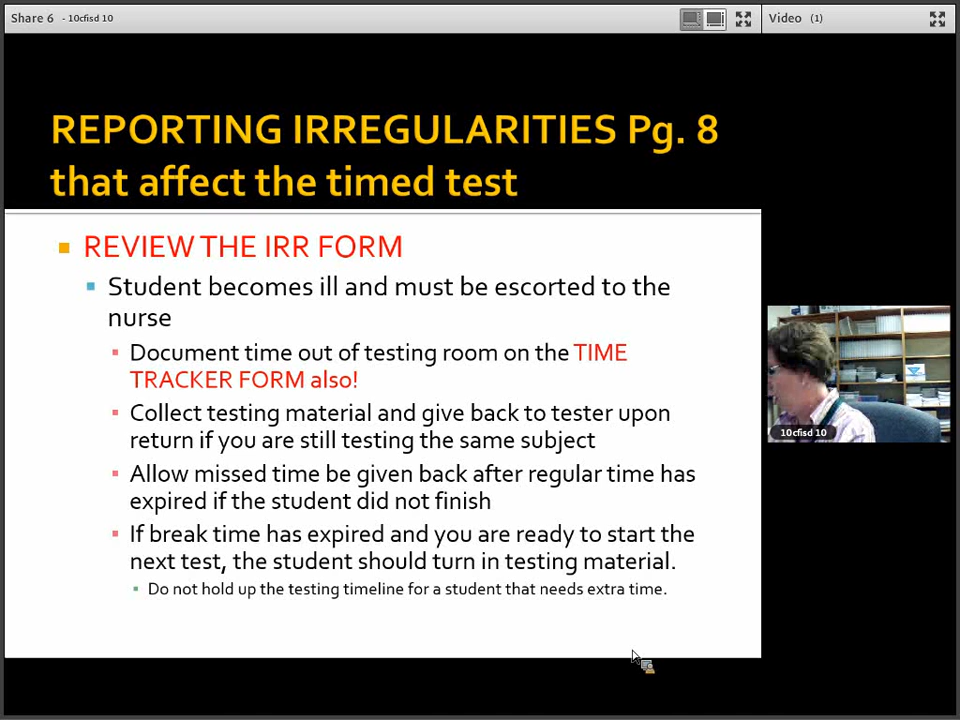 Share 6 - 10cfisd 10
Video (1)
REPORTING IRREGULARITIES Pg. 8
that affect the timed test
REVIEW THE IRR FORM
Student becomes ill and must be escorted to the
nurse
Document time out of testing room on the TIME
TRACKER FORM also!
Collect testing material and give back to tester upon
return if you are still testing the same subject
Allow missed time be given back after regular time has
expired if the student did not finish
If break time has expired and you are ready to start the
next test, the student should turn in testing material.
Do not hold up the testing timeline for a student that needs extra time.
10cfisd 10